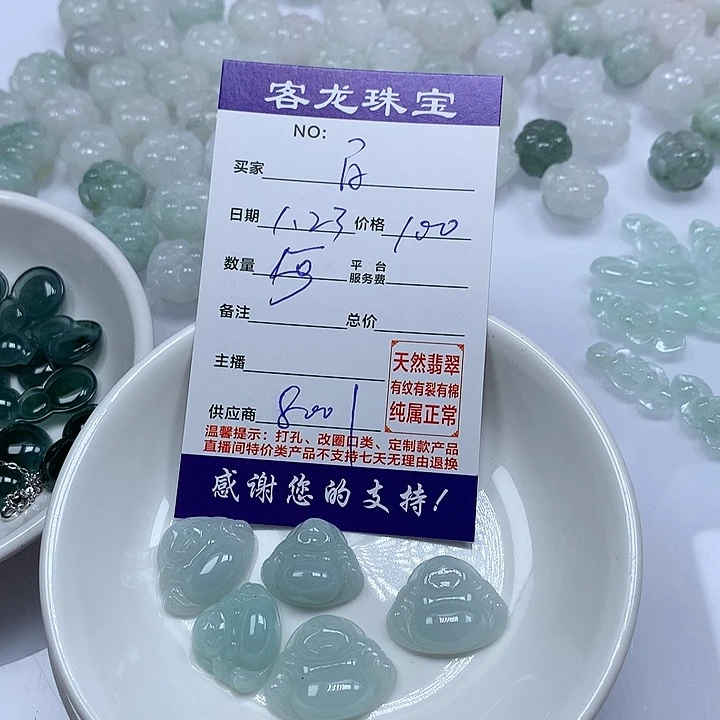 客龙珠宝
NO:
买家
日期 1.23 价格 100
数量 5 平台服务费
备注 总价
主播
供应商 8001
天然翡翠
有纹有裂有棉
纯属正常
温馨提示：打孔、改圈口类、定制款产品
直播间特价类产品不支持七天无理由退换
感谢您的支持！